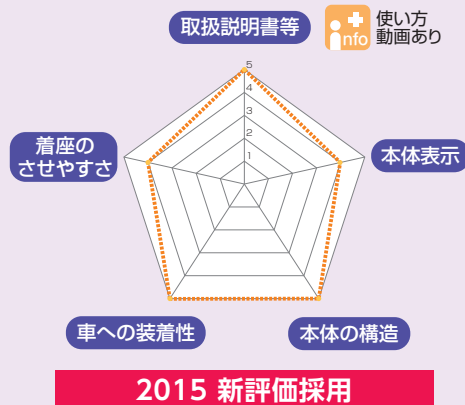 取扱説明書等
info
使い方
動画あり
5
4
3
2
1
着座の
させやすさ
本体表示
車への装着性
本体の構造
2015 新評価採用